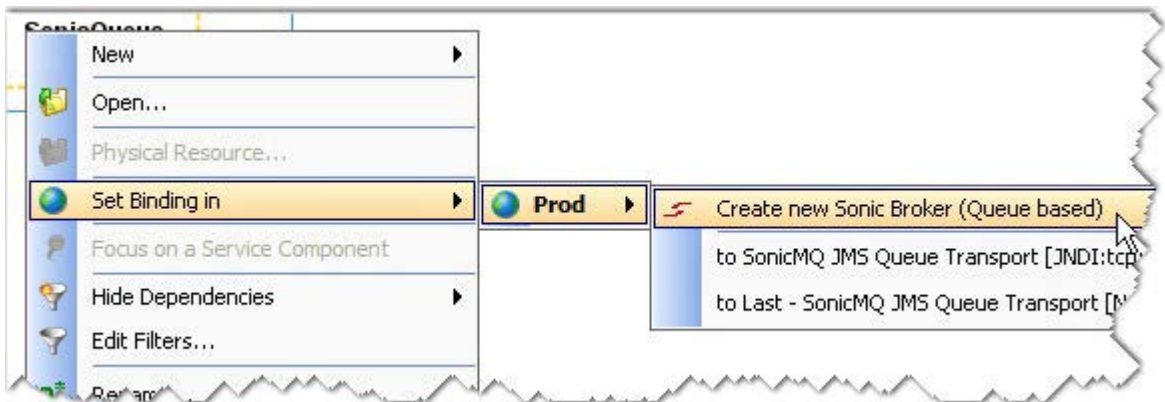 SonicQueue
New
Open...
Physical Resource...
Set Binding in
Prod
Create new Sonic Broker (Queue based)
to SonicMQ JMS Queue Transport [JNDI:tcp:
to Last - SonicMQ JMS Queue Transport [N
Focus on a Service Component
Hide Dependencies
Edit Filters...